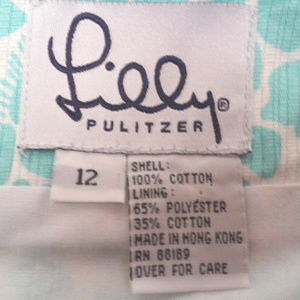 Lilly®
PULITZER
12
SHELL:
100% COTTON
LINING:
65% POLYESTER
35% COTTON
MADE IN HONG KONG
RN 88189
OVER FOR CARE